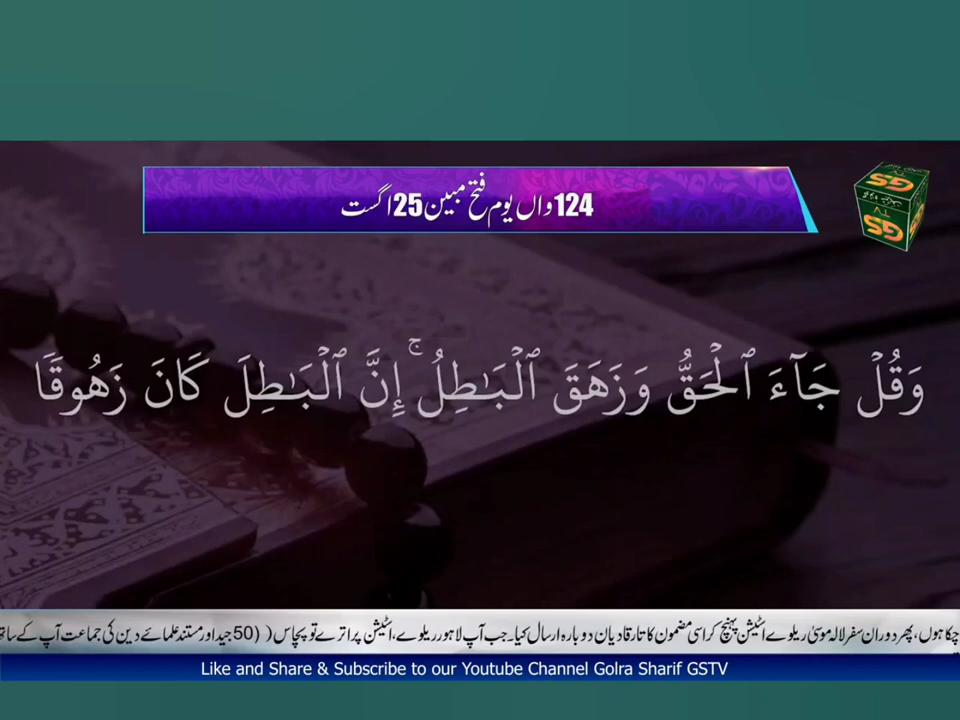 124 واں یوم فتح مبین 25 اگست
GS
TV
GS
وَقُلْ جَآءَ ٱلْحَقُّ وَزَهَقَ ٱلْبَـٰطِلُ ۚ إِنَّ ٱلْبَـٰطِلَ كَانَ زَهُوقًا
چکا ہوں، پھر دوران سفر لالہ موسیٰ ریلوے اسٹیشن پہنچ کر اسی مضمون کا تار قادیان دوبارہ ارسال کیا۔ جب آپ لاہور ریلوے، اسٹیشن پر اترے تو پچاس ( (50 جید اور مستند علمائے دین کی جماعت آپ کے ساتھ
Like and Share & Subscribe to our Youtube Channel Golra Sharif GSTV